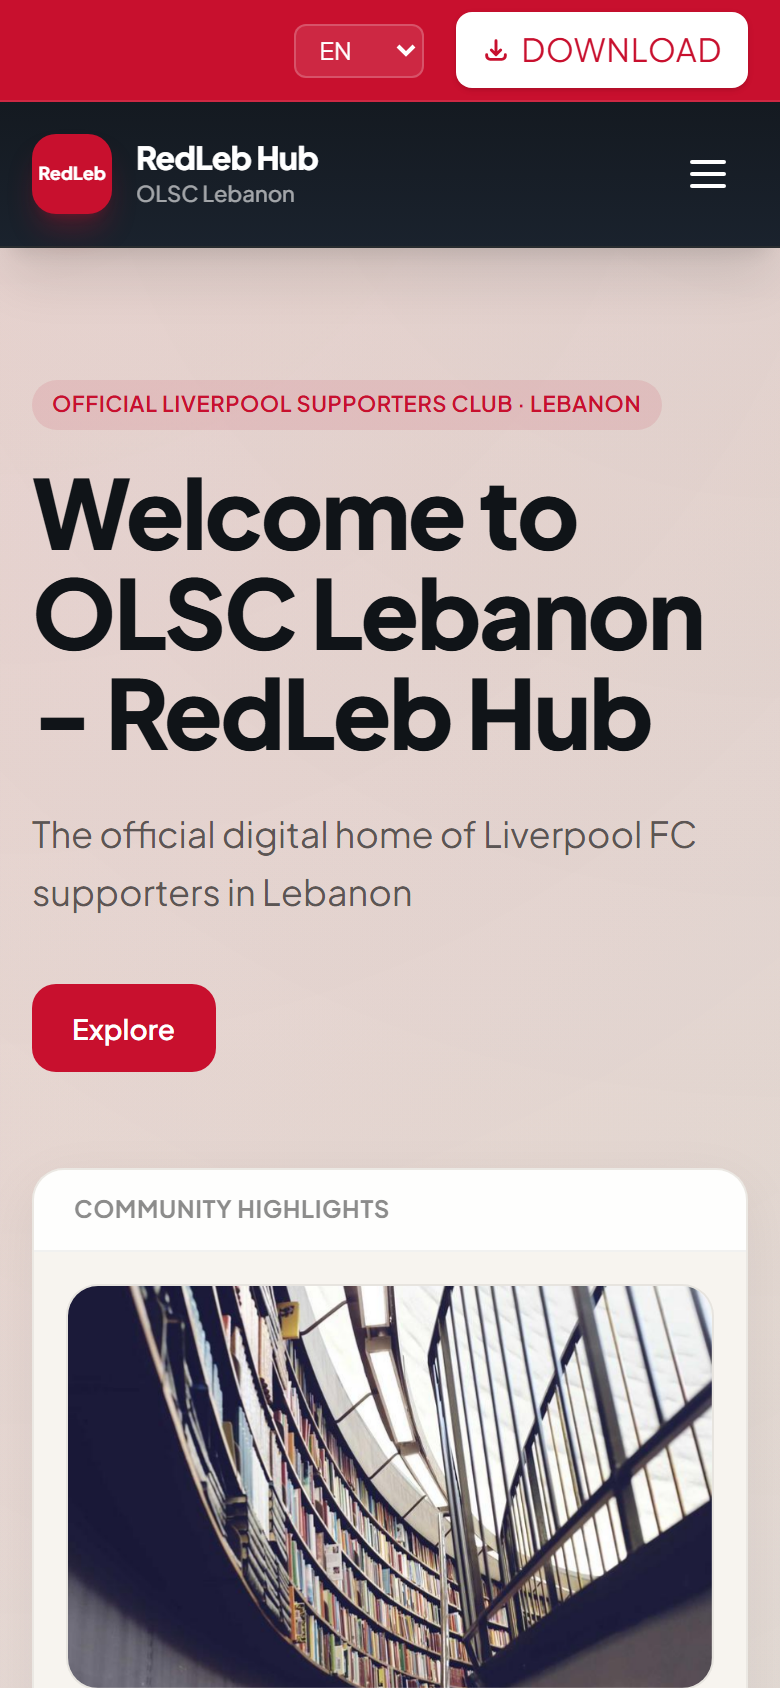 EN
DOWNLOAD
RedLeb
RedLeb Hub
OLSC Lebanon
OFFICIAL LIVERPOOL SUPPORTERS CLUB · LEBANON
Welcome to
OLSC Lebanon
– RedLeb Hub
The official digital home of Liverpool FC
supporters in Lebanon
Explore
COMMUNITY HIGHLIGHTS